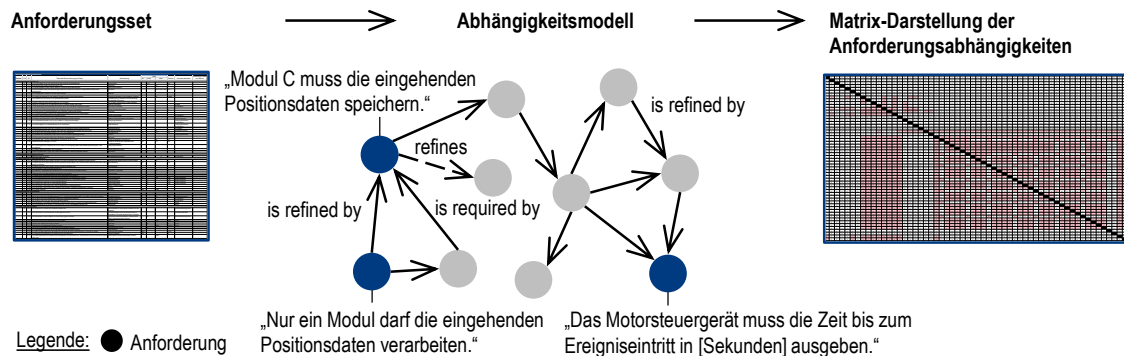 Anforderungsset
Abhängigkeitsmodell
Matrix-Darstellung der
Anforderungsabhängigkeiten
„Modul C muss die eingehenden
Positionsdaten speichern.“
is refined by
refines
is refined by
is required by
„Nur ein Modul darf die eingehenden
Positionsdaten verarbeiten.“
„Das Motorsteuergerät muss die Zeit bis zum
Ereigniseintritt in [Sekunden] ausgeben.“
Legende: Anforderung